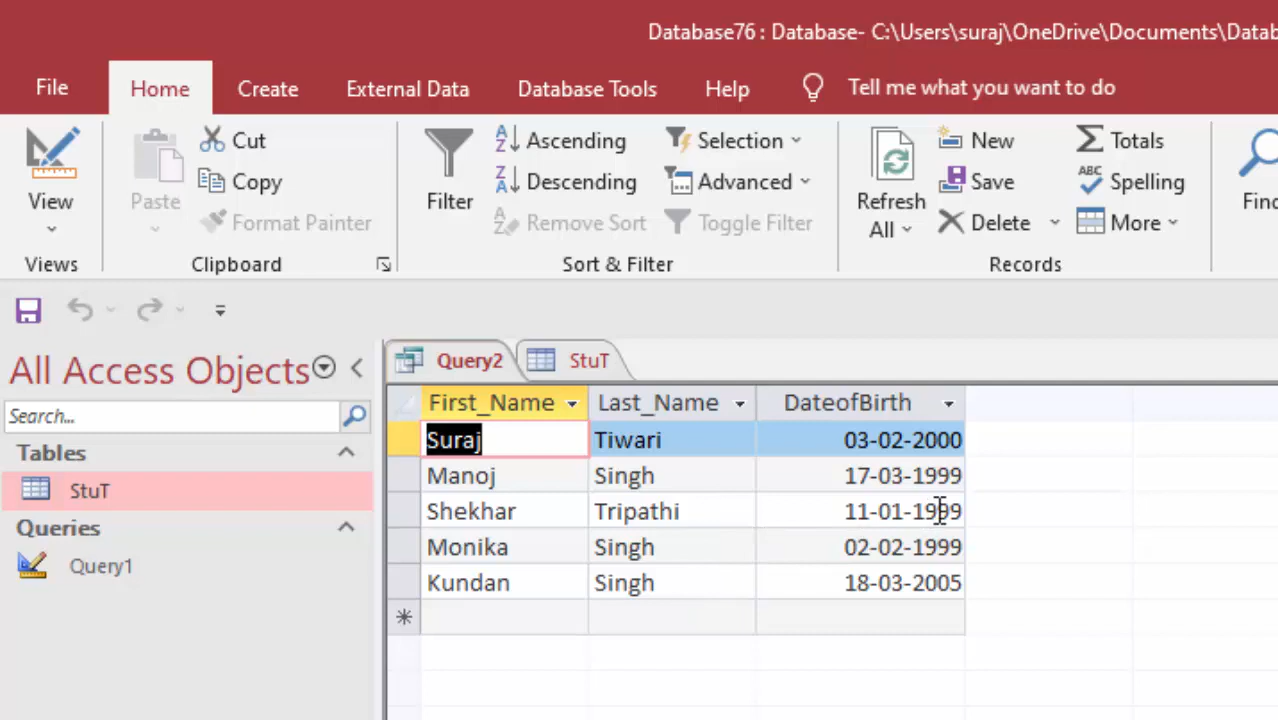 Database76 : Database- C:\Users\suraj\OneDrive\Documents\Datab
File Home Create External Data Database Tools Help Tell me what you want to do
View
Views
Paste
Cut
Copy
Format Painter
Clipboard
Filter
Ascending
Descending
Remove Sort
Selection
Advanced
Toggle Filter
Sort & Filter
Refresh
All
New
Save
Delete
Totals
Spelling
More
Records
Find
All Access Objects
Search...
Tables
StuT
Queries
Query1
Query2 StuT
First_Name Last_Name DateofBirth
Suraj Tiwari 03-02-2000
Manoj Singh 17-03-1999
Shekhar Tripathi 11-01-1999
Monika Singh 02-02-1999
Kundan Singh 18-03-2005